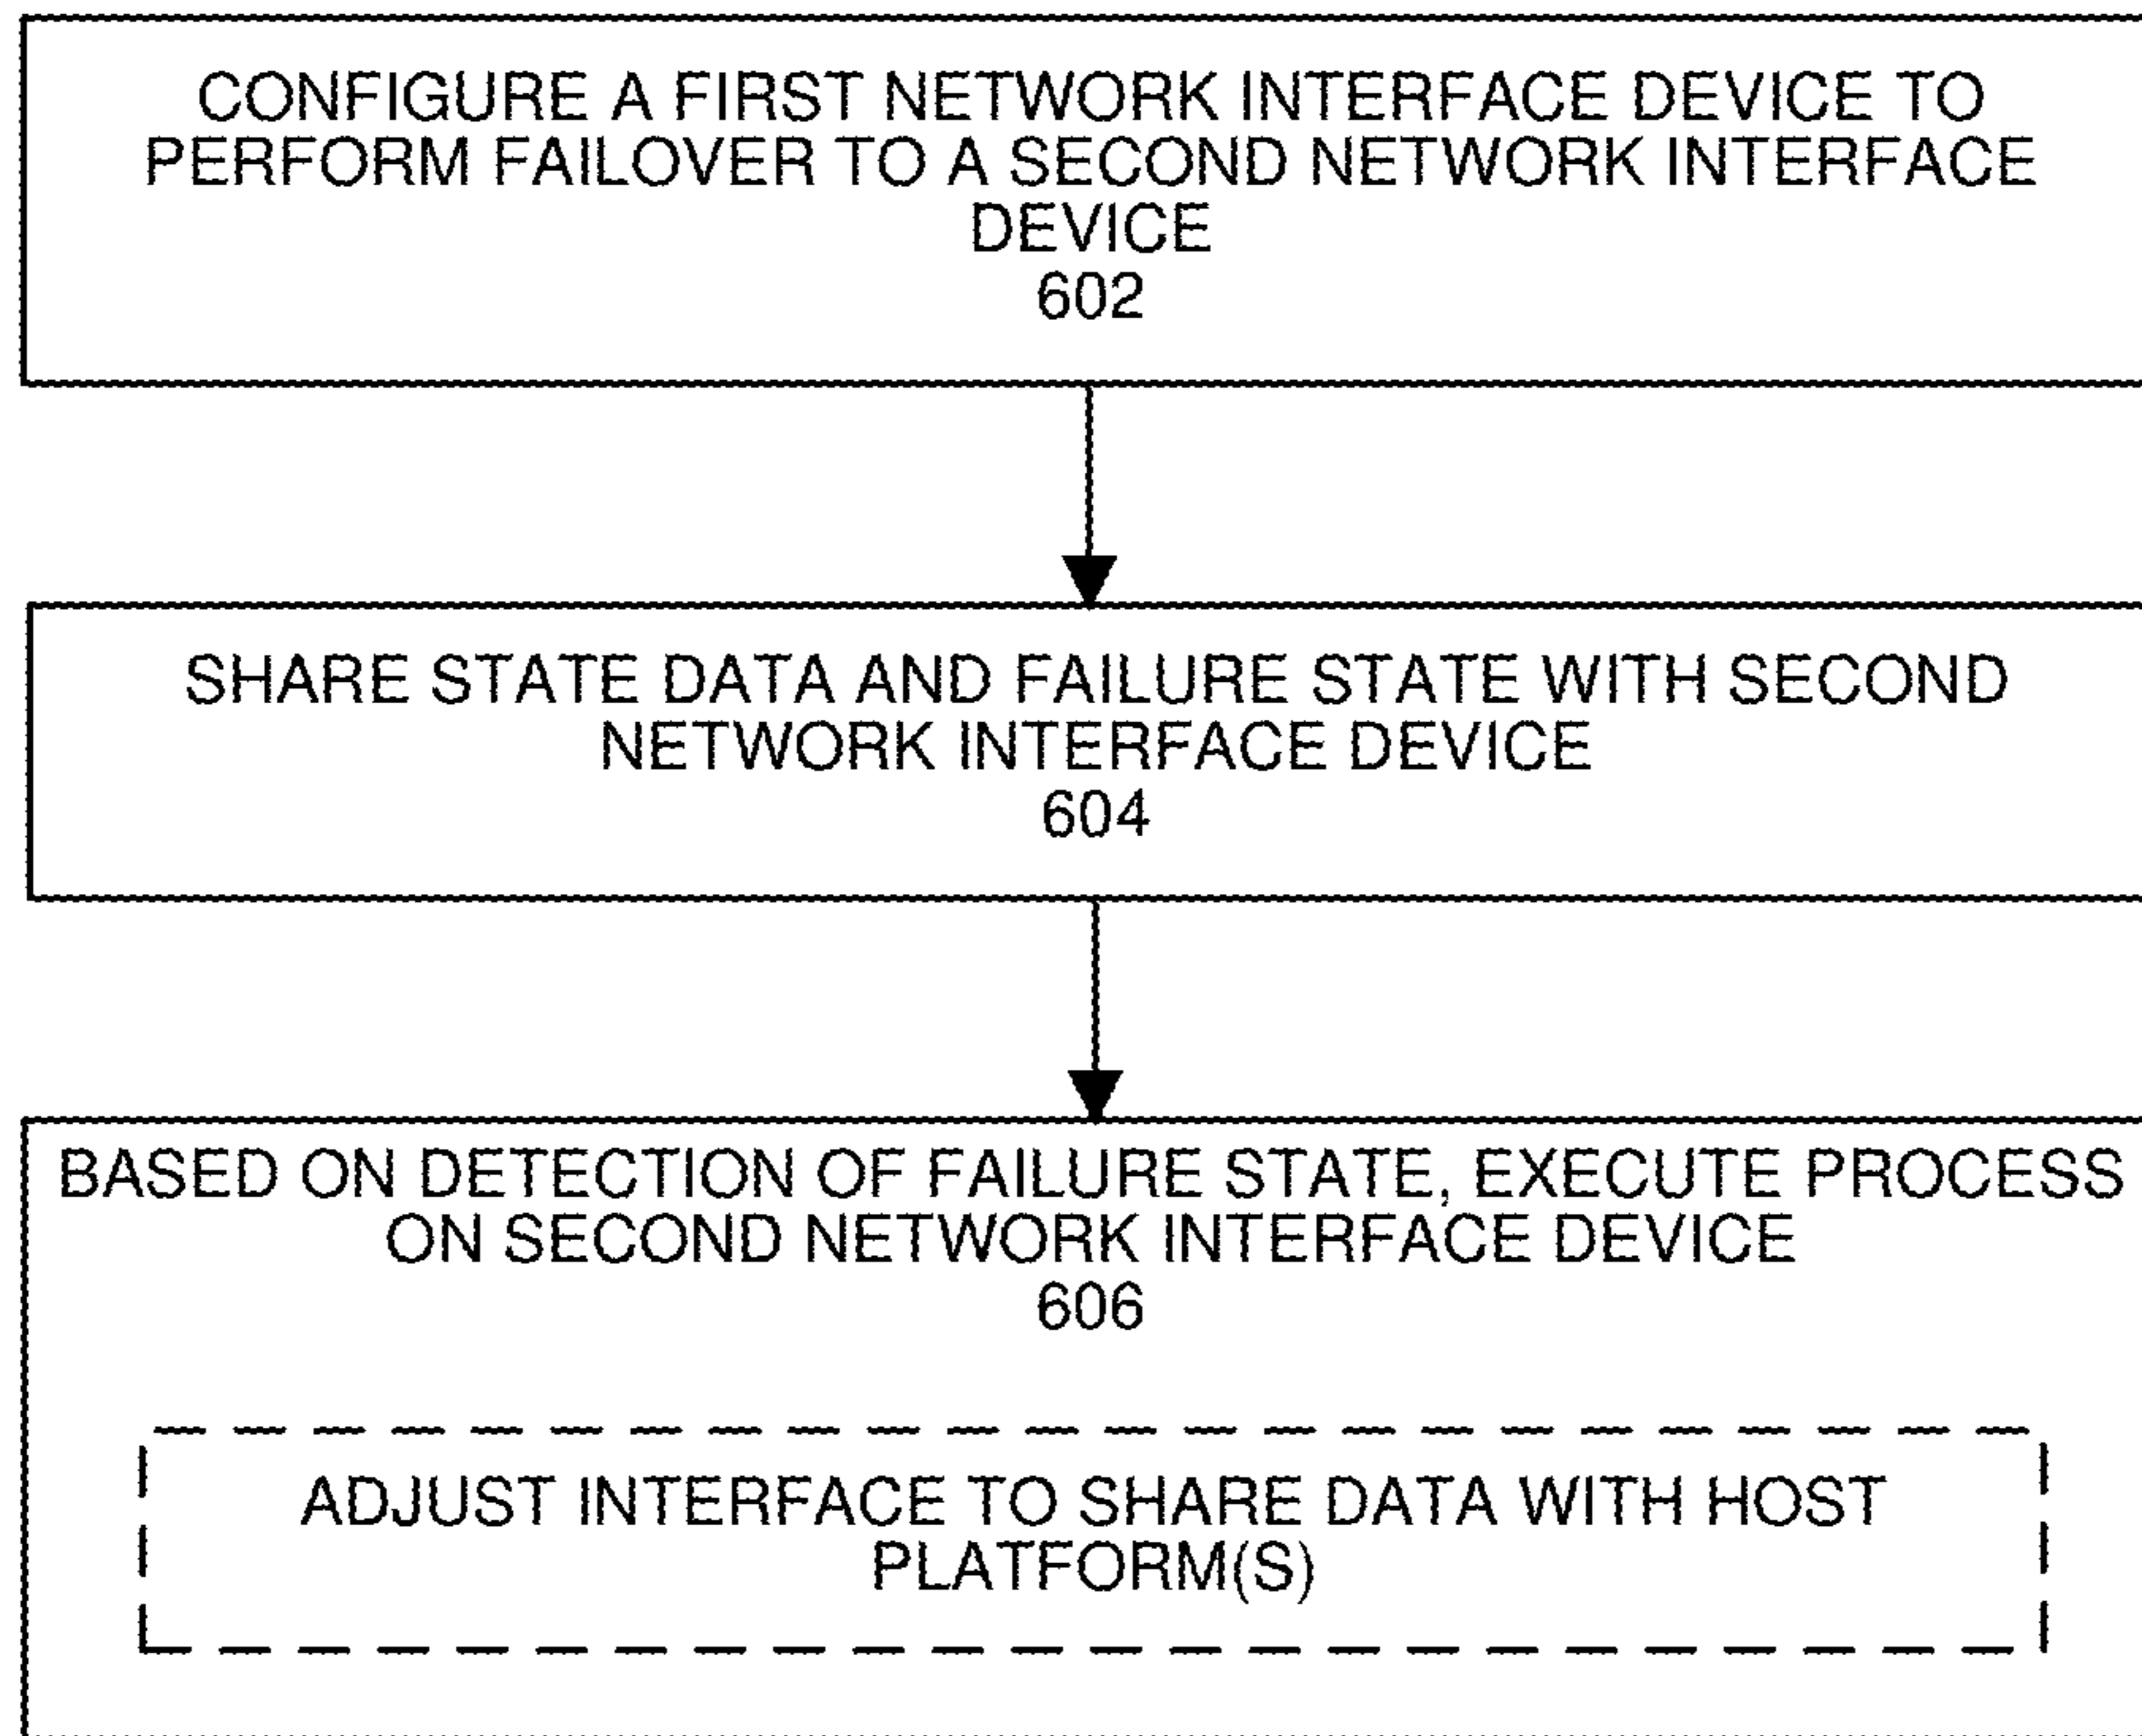 CONFIGURE A FIRST NETWORK INTERFACE DEVICE TO
PERFORM FAILOVER TO A SECOND NETWORK INTERFACE
DEVICE
602
SHARE STATE DATA AND FAILURE STATE WITH SECOND
NETWORK INTERFACE DEVICE
604
BASED ON DETECTION OF FAILURE STATE, EXECUTE PROCESS
ON SECOND NETWORK INTERFACE DEVICE
606
ADJUST INTERFACE TO SHARE DATA WITH HOST
PLATFORM(S)